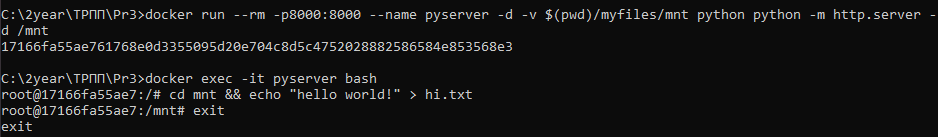 C:\2year\ТРПП\Pr3>docker run --rm -p8000:8000 --name pyserver -d -v $(pwd)/myfiles/mnt python python -m http.server -
d /mnt
17166fa55ae761768e0d3355095d20e704c8d5c4752028882586584e853568e3
C:\2year\ТРПП\Pr3>docker exec -it pyserver bash
root@17166fa55ae7:/# cd mnt && echo "hello world!" > hi.txt
root@17166fa55ae7:/mnt# exit
exit